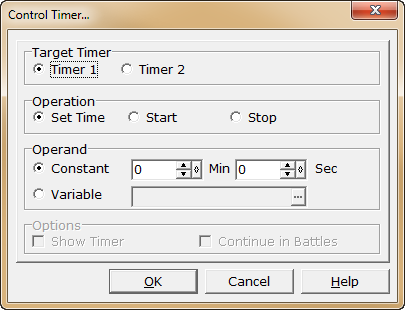 Control Timer...
Target Timer
Timer 1 Timer 2
Operation
Set Time Start Stop
Operand
Constant 0 Min 0 Sec
Variable ...
Options
Show Timer Continue in Battles
OK Cancel Help